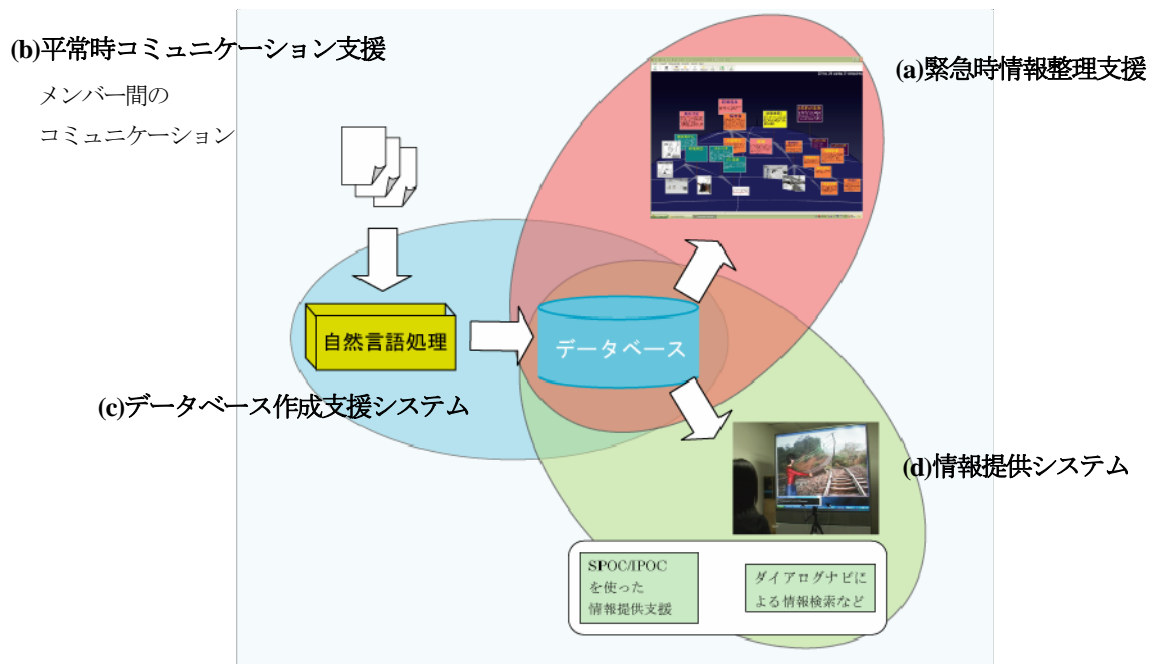 (b)平常時コミュニケーション支援
メンバー間の
コミュニケーション
(a)緊急時情報整理支援
自然言語処理
データベース
(c)データベース作成支援システム
(d)情報提供システム
SPOC/IPOC
を使った
情報提供支援
ダイアログナビに
よる情報検索など